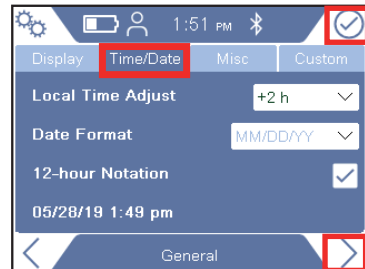 1:51 PM
Display Time/Date Misc Custom
Local Time Adjust +2 h
Date Format MM/DD/YY
12-hour Notation
05/28/19 1:49 pm
General